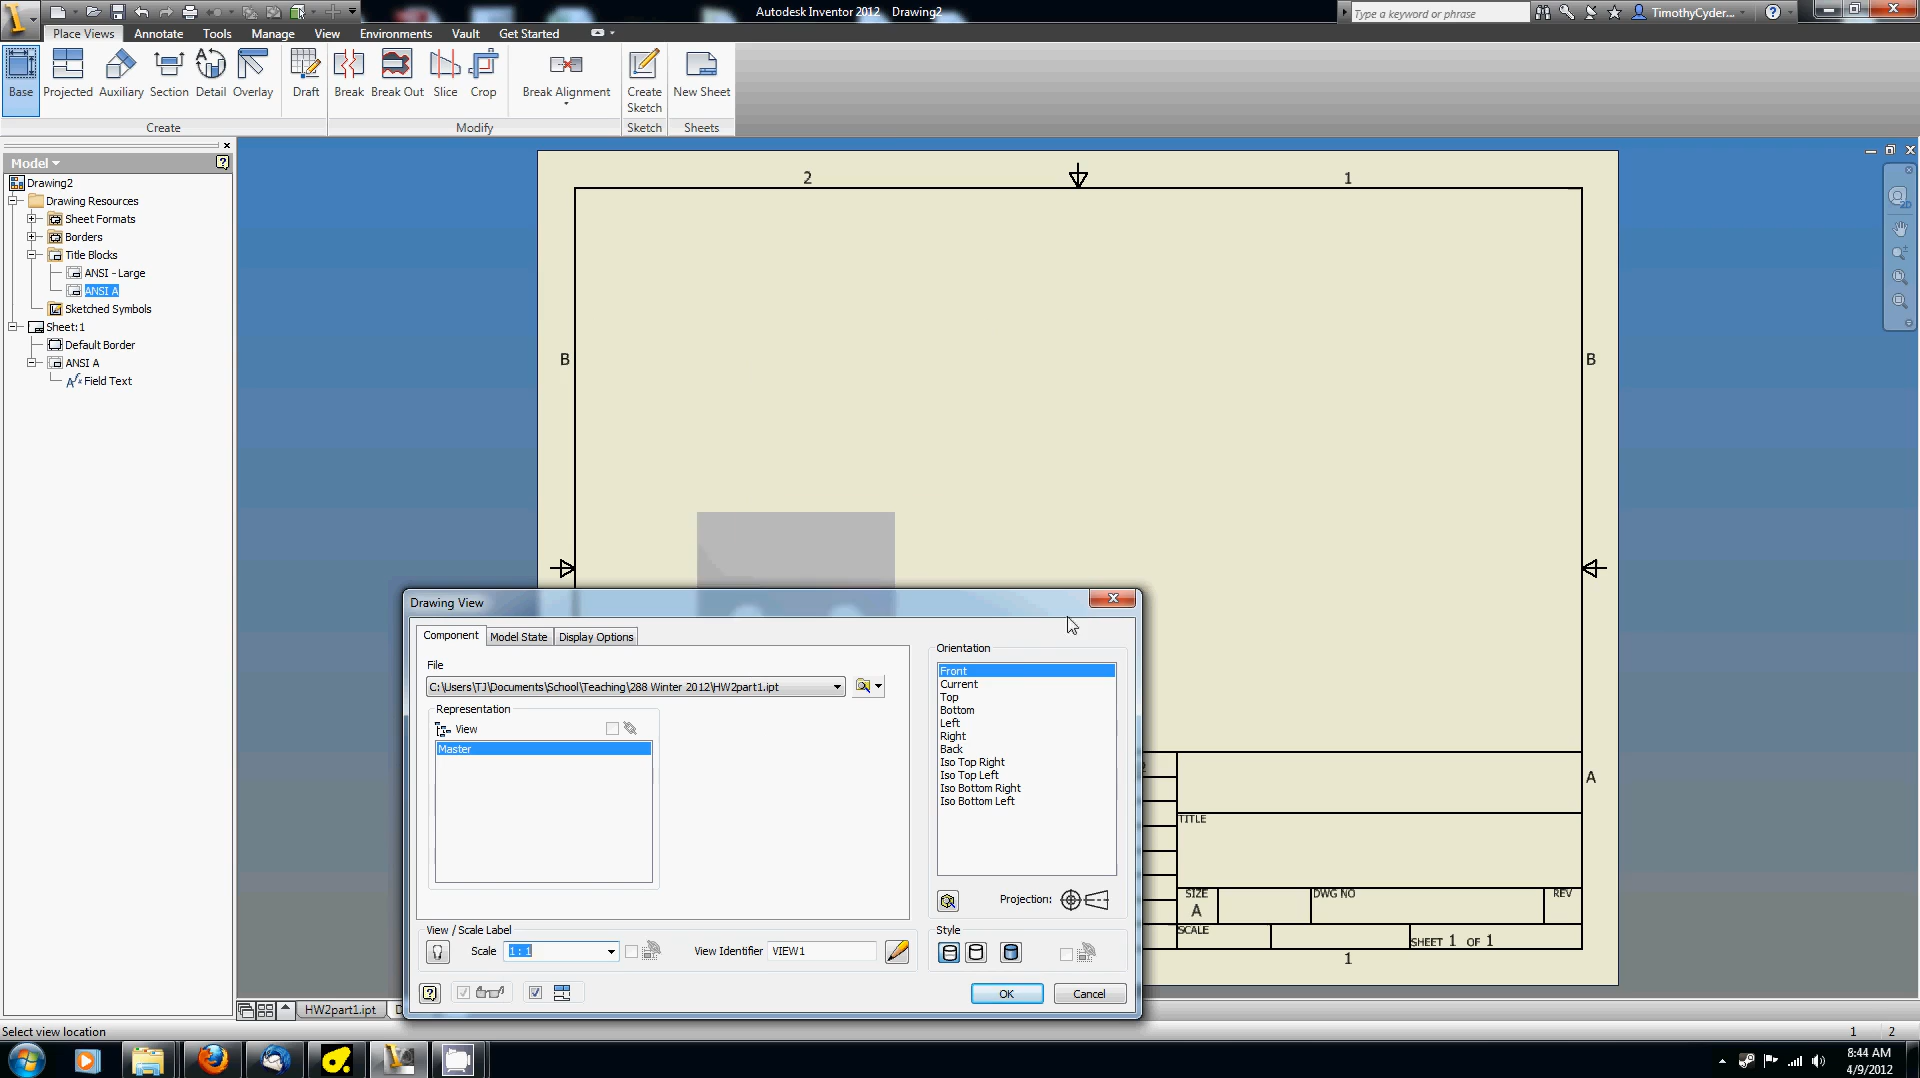 Autodesk Inventor 2012 Drawing2
Type a keyword or phrase
TimothyCyder...
Place Views Annotate Tools Manage View Environments Vault Get Started
Base Projected Auxiliary Section Detail Overlay Draft Break Break Out Slice Crop Break Alignment Create Sketch New Sheet
Create Modify Sketch Sheets
Model
Drawing2
Drawing Resources
Sheet Formats
Borders
Title Blocks
ANSI - Large
ANSI A
Sketched Symbols
Sheet:1
Default Border
ANSI A
Field Text
2 1
B B
A
TITLE
SIZE DWG NO REV
A
SCALE
SHEET 1 OF 1
1
Drawing View
Component Model State Display Options
File
C:\Users\TJ\Documents\School\Teaching\288 Winter 2012\HW2part1.ipt
Representation
View
Master
Orientation
Front
Current
Top
Bottom
Left
Right
Back
Iso Top Right
Iso Top Left
Iso Bottom Right
Iso Bottom Left
Projection:
View / Scale Label
Scale 1 : 1 View Identifier VIEW1
Style
OK Cancel
HW2part1.ipt
Select view location
1 2
8:44 AM
4/9/2012